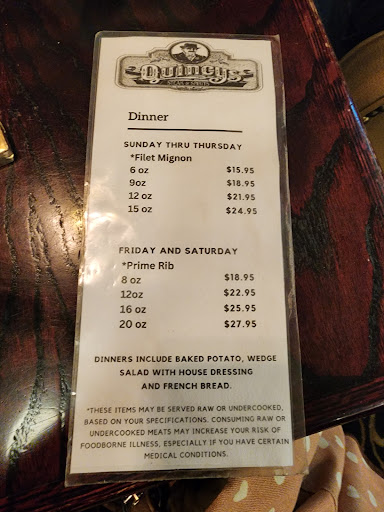 Quincys
Dinner
SUNDAY THRU THURSDAY
*Filet Mignon
6 oz $15.95
9oz $18.95
12 oz $21.95
15 oz $24.95
FRIDAY AND SATURDAY
*Prime Rib
8 oz $18.95
12oz $22.95
16 oz $25.95
20 oz $27.95
DINNERS INCLUDE BAKED POTATO, WEDGE
SALAD WITH HOUSE DRESSING
AND FRENCH BREAD.
*THESE ITEMS MAY BE SERVED RAW OR UNDERCOOKED,
BASED ON YOUR SPECIFICATIONS. CONSUMING RAW OR
UNDERCOOKED MEATS MAY INCREASE YOUR RISK OF
FOODBORNE ILLNESS, ESPECIALLY IF YOU HAVE CERTAIN
MEDICAL CONDITIONS.